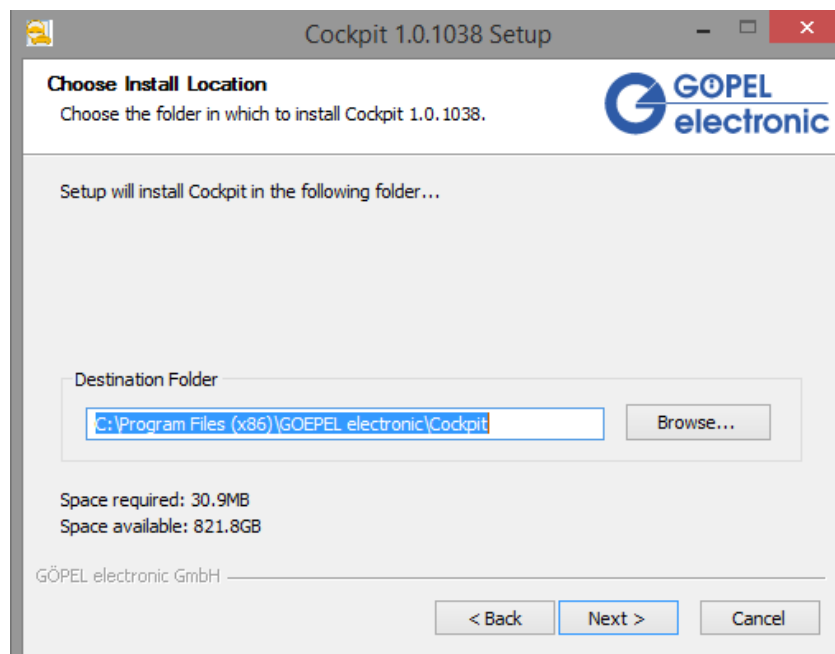 Cockpit 1.0.1038 Setup
Choose Install Location
Choose the folder in which to install Cockpit 1.0.1038.
GÖPEL
electronic
Setup will install Cockpit in the following folder...
Destination Folder
C:\Program Files (x86)\GOEPEL electronic\Cockpit
Browse...
Space required: 30.9MB
Space available: 821.8GB
GÖPEL electronic GmbH
< Back
Next >
Cancel